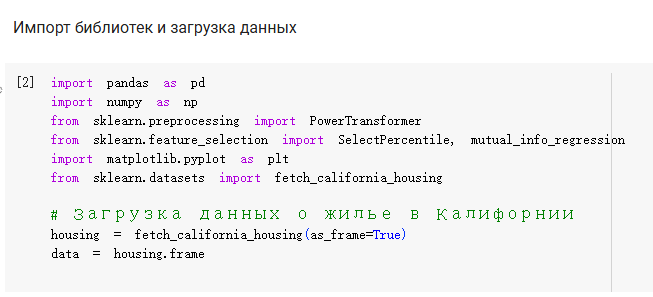 Импорт библиотек и загрузка данных
[2] import pandas as pd
import numpy as np
from sklearn.preprocessing import PowerTransformer
from sklearn.feature_selection import SelectPercentile, mutual_info_regression
import matplotlib.pyplot as plt
from sklearn.datasets import fetch_california_housing
# Загрузка данных о жилье в Калифорнии
housing = fetch_california_housing(as_frame=True)
data = housing.frame